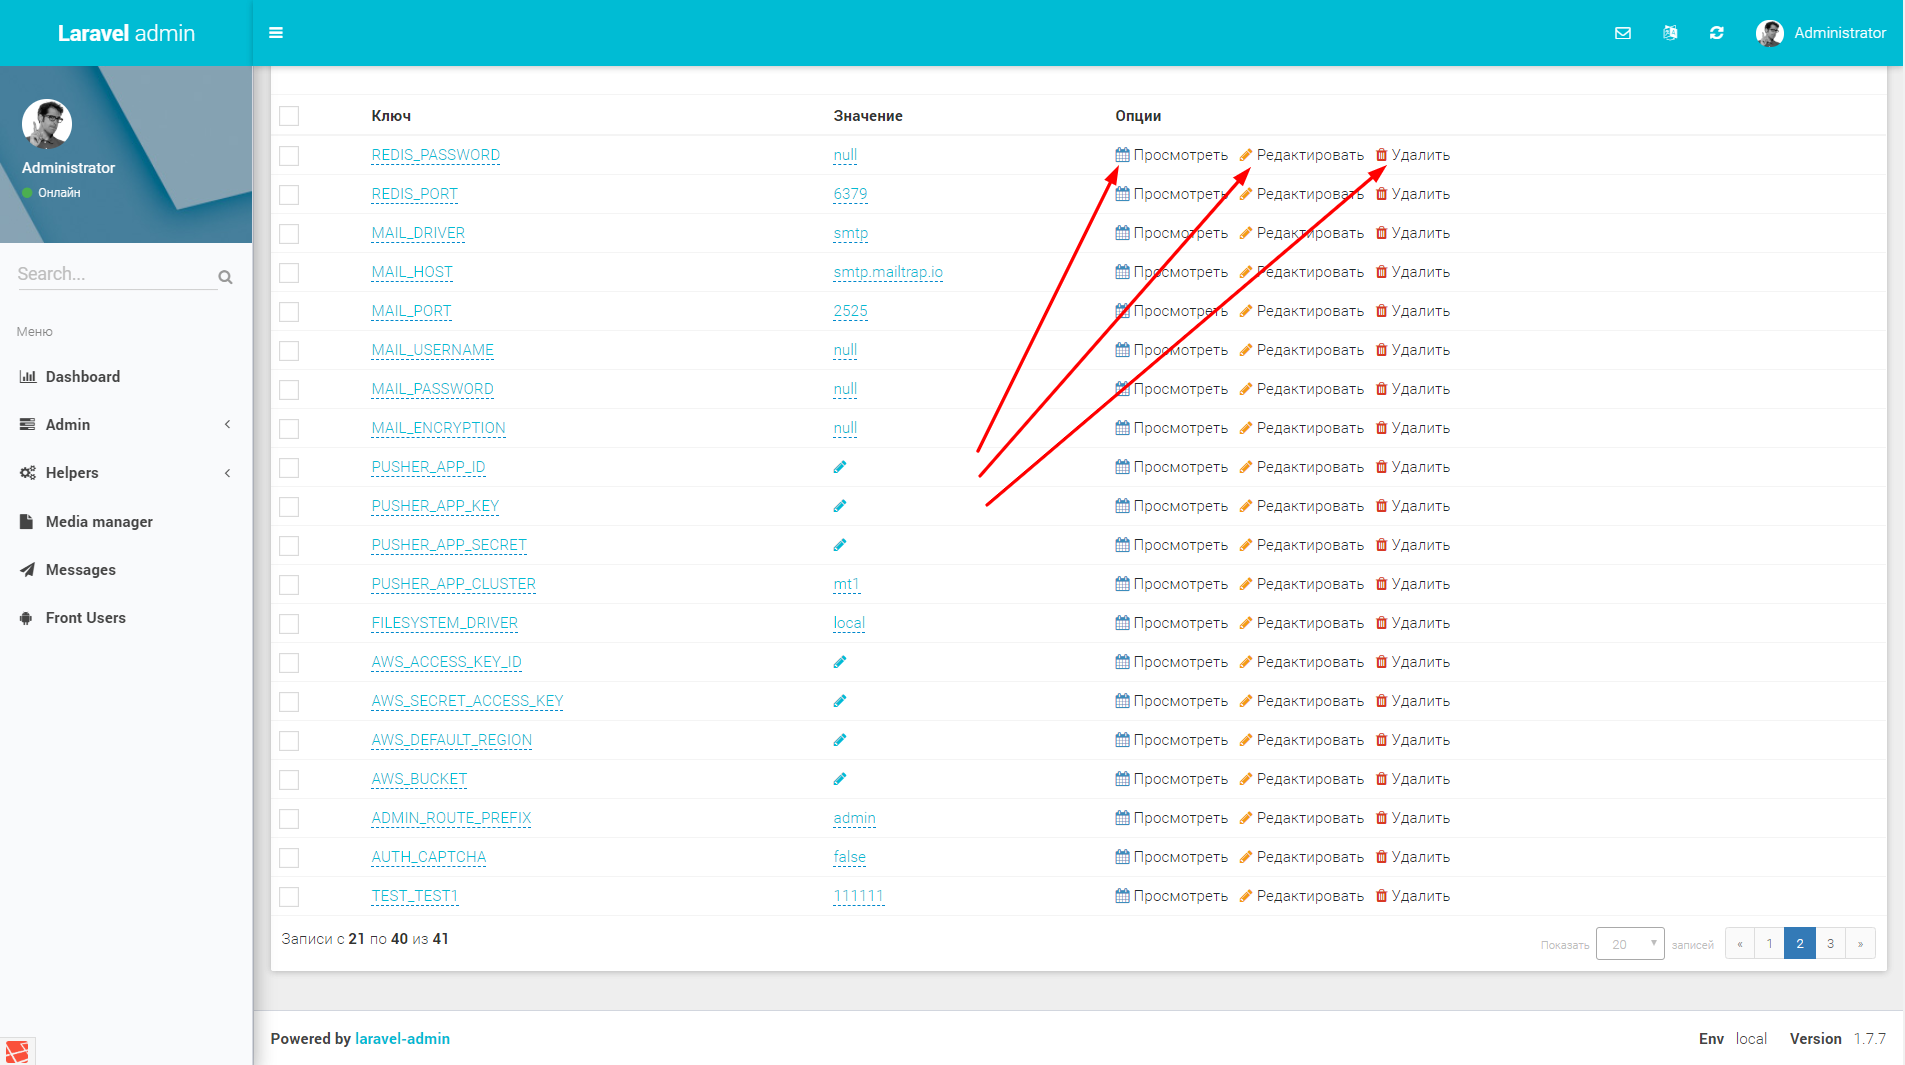 Laravel admin
Administrator
Administrator
Онлайн
Search...
Меню
Dashboard
Admin
Helpers
Media manager
Messages
Front Users
Ключ Значение Опции
REDIS_PASSWORD null Просмотреть Редактировать Удалить
REDIS_PORT 6379 Просмотреть Редактировать Удалить
MAIL_DRIVER smtp Просмотреть Редактировать Удалить
MAIL_HOST smtp.mailtrap.io Просмотреть Редактировать Удалить
MAIL_PORT 2525 Просмотреть Редактировать Удалить
MAIL_USERNAME null Просмотреть Редактировать Удалить
MAIL_PASSWORD null Просмотреть Редактировать Удалить
MAIL_ENCRYPTION null Просмотреть Редактировать Удалить
PUSHER_APP_ID Просмотреть Редактировать Удалить
PUSHER_APP_KEY Просмотреть Редактировать Удалить
PUSHER_APP_SECRET Просмотреть Редактировать Удалить
PUSHER_APP_CLUSTER mt1 Просмотреть Редактировать Удалить
FILESYSTEM_DRIVER local Просмотреть Редактировать Удалить
AWS_ACCESS_KEY_ID Просмотреть Редактировать Удалить
AWS_SECRET_ACCESS_KEY Просмотреть Редактировать Удалить
AWS_DEFAULT_REGION Просмотреть Редактировать Удалить
AWS_BUCKET Просмотреть Редактировать Удалить
ADMIN_ROUTE_PREFIX admin Просмотреть Редактировать Удалить
AUTH_CAPTCHA false Просмотреть Редактировать Удалить
TEST_TEST1 111111 Просмотреть Редактировать Удалить
Записи с 21 по 40 из 41
Показать 20 записей « 1 2 3 »
Powered by laravel-admin
Env local Version 1.7.7